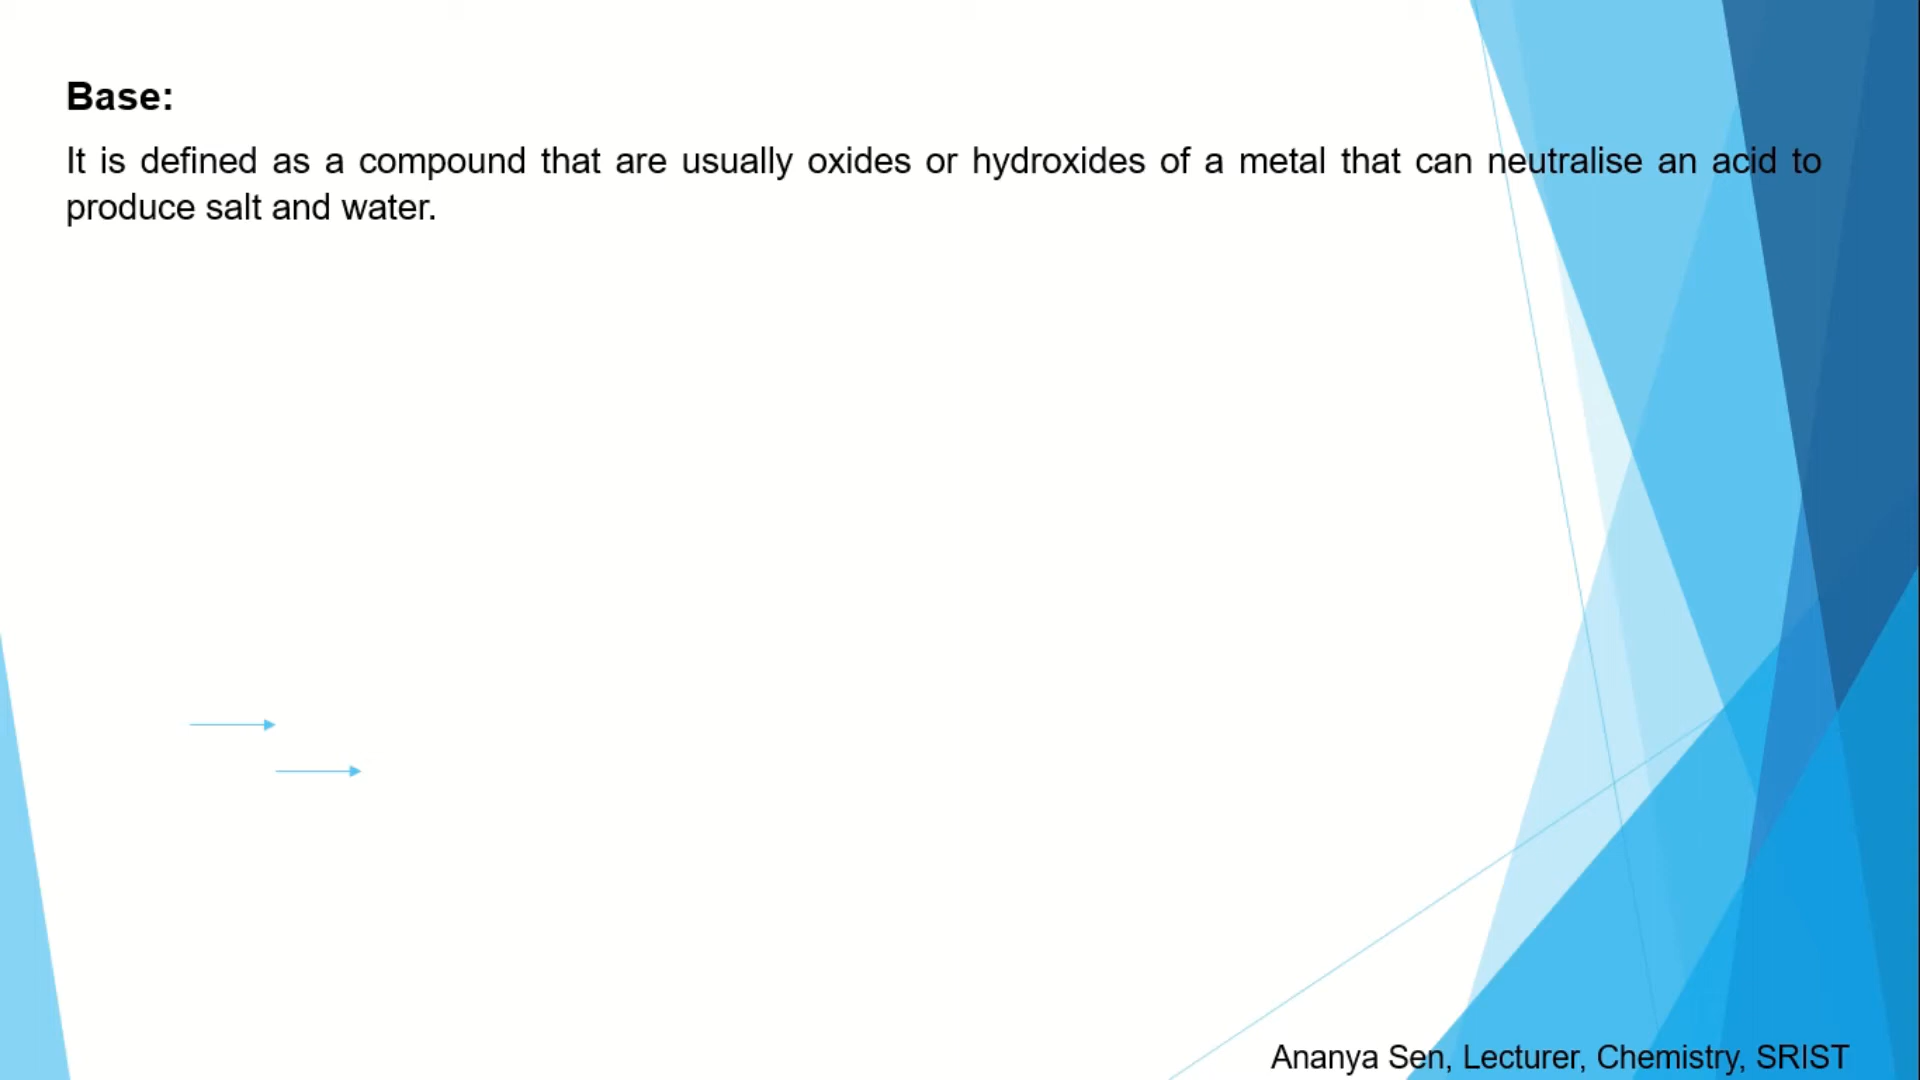 Base:
It is defined as a compound that are usually oxides or hydroxides of a metal that can neutralise an acid to
produce salt and water.
Ananya Sen, Lecturer, Chemistry, SRIST